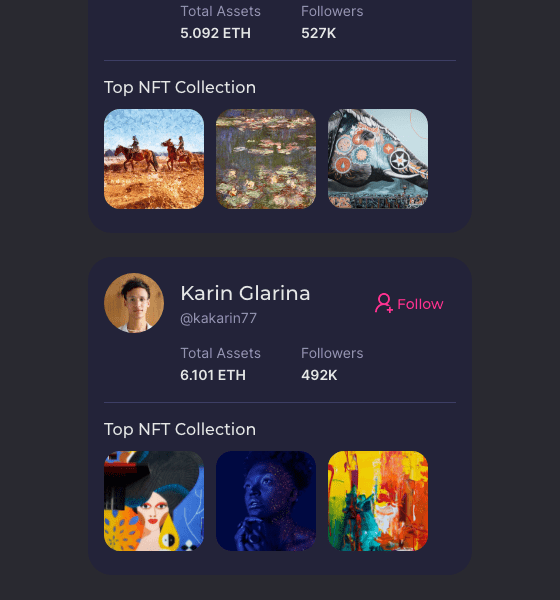 Total Assets Followers
5.092 ETH 527K
Top NFT Collection
Karin Glarina
@kakarin77
Follow
Total Assets Followers
6.101 ETH 492K
Top NFT Collection